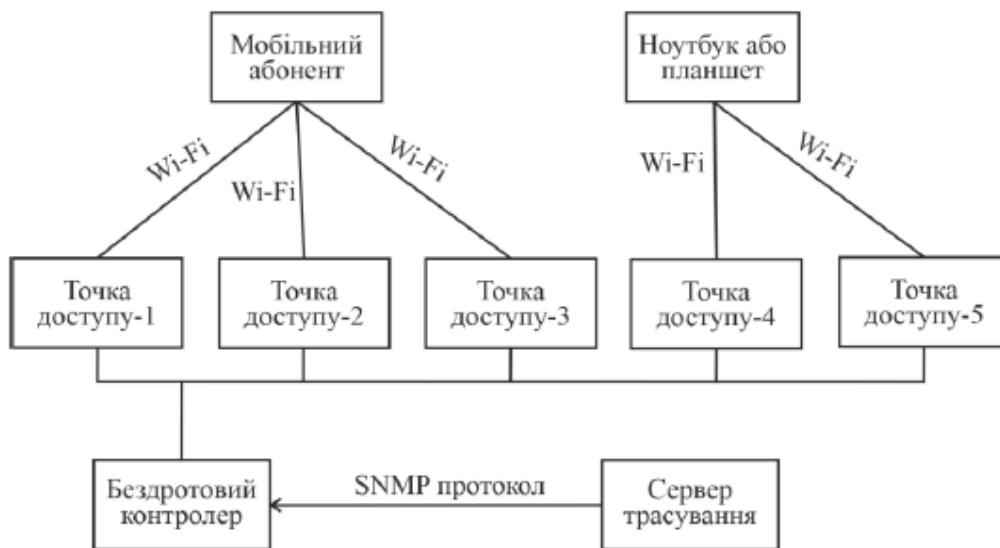 Мобільний
абонент
Ноутбук або
планшет
Wi-Fi
Wi-Fi
Wi-Fi
Wi-Fi
Wi-Fi
Точка
доступу-1
Точка
доступу-2
Точка
доступу-3
Точка
доступу-4
Точка
доступу-5
Бездротовий
контролер
SNMP протокол
Сервер
трасування